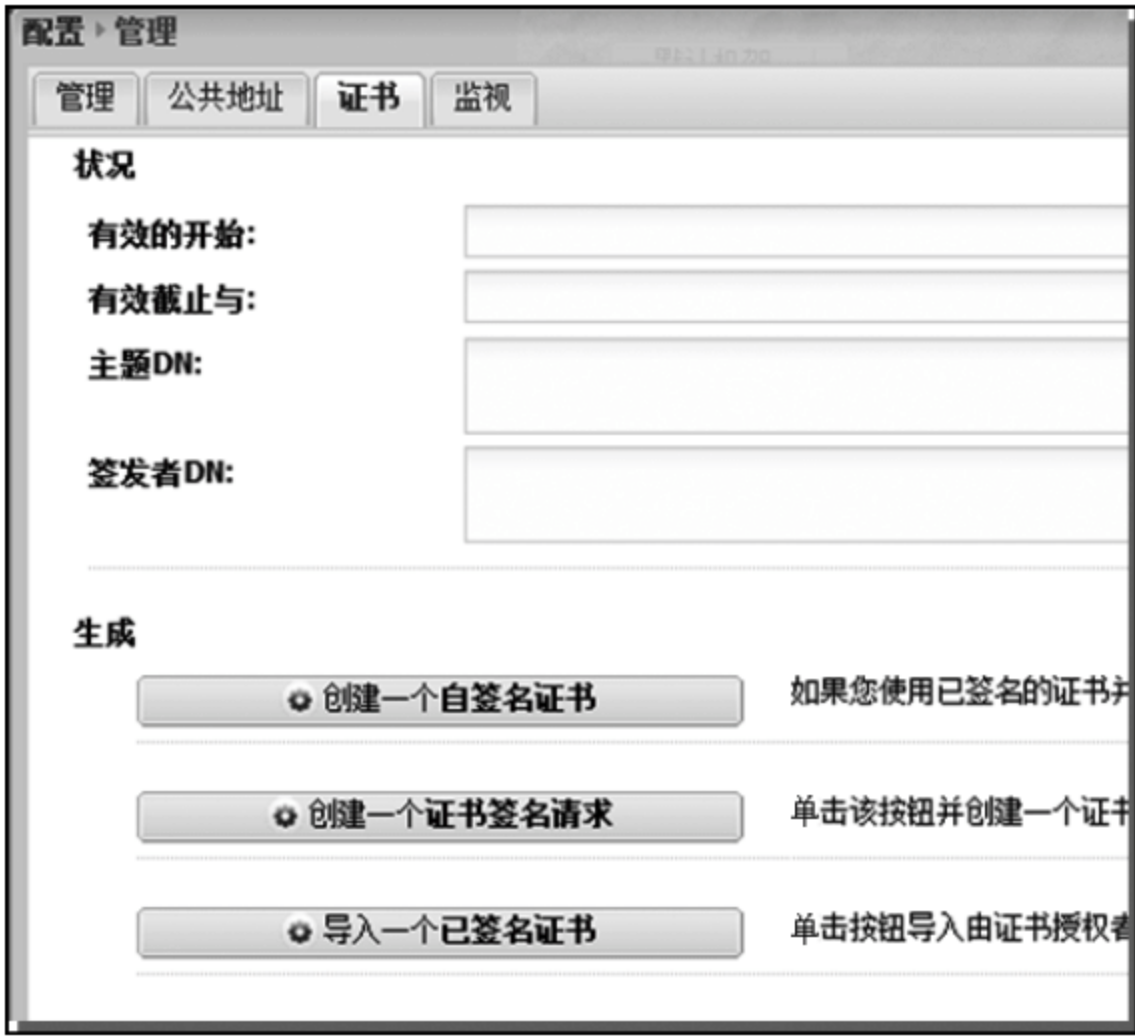 配置 管理
管理 公共地址 证书 监视
状况
有效的开始:
有效截止与:
主题DN:
签发者DN:
生成
创建一个自签名证书 如果您使用已签名的证书并
创建一个证书签名请求 单击该按钮并创建一个证书
导入一个已签名证书 单击按钮导入由证书授权者